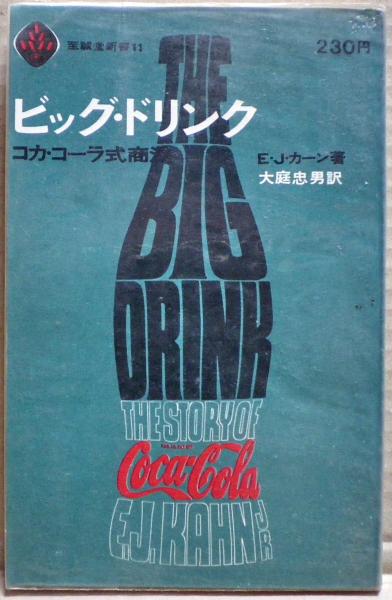 至誠堂新書11
230円
ビッグ・ドリンク
コカ・コーラ式商法
E・J・カーン著
大庭忠男訳
THE
BIG
DRINK
THE STORY OF
Coca-Cola
E.J. KAHN JR